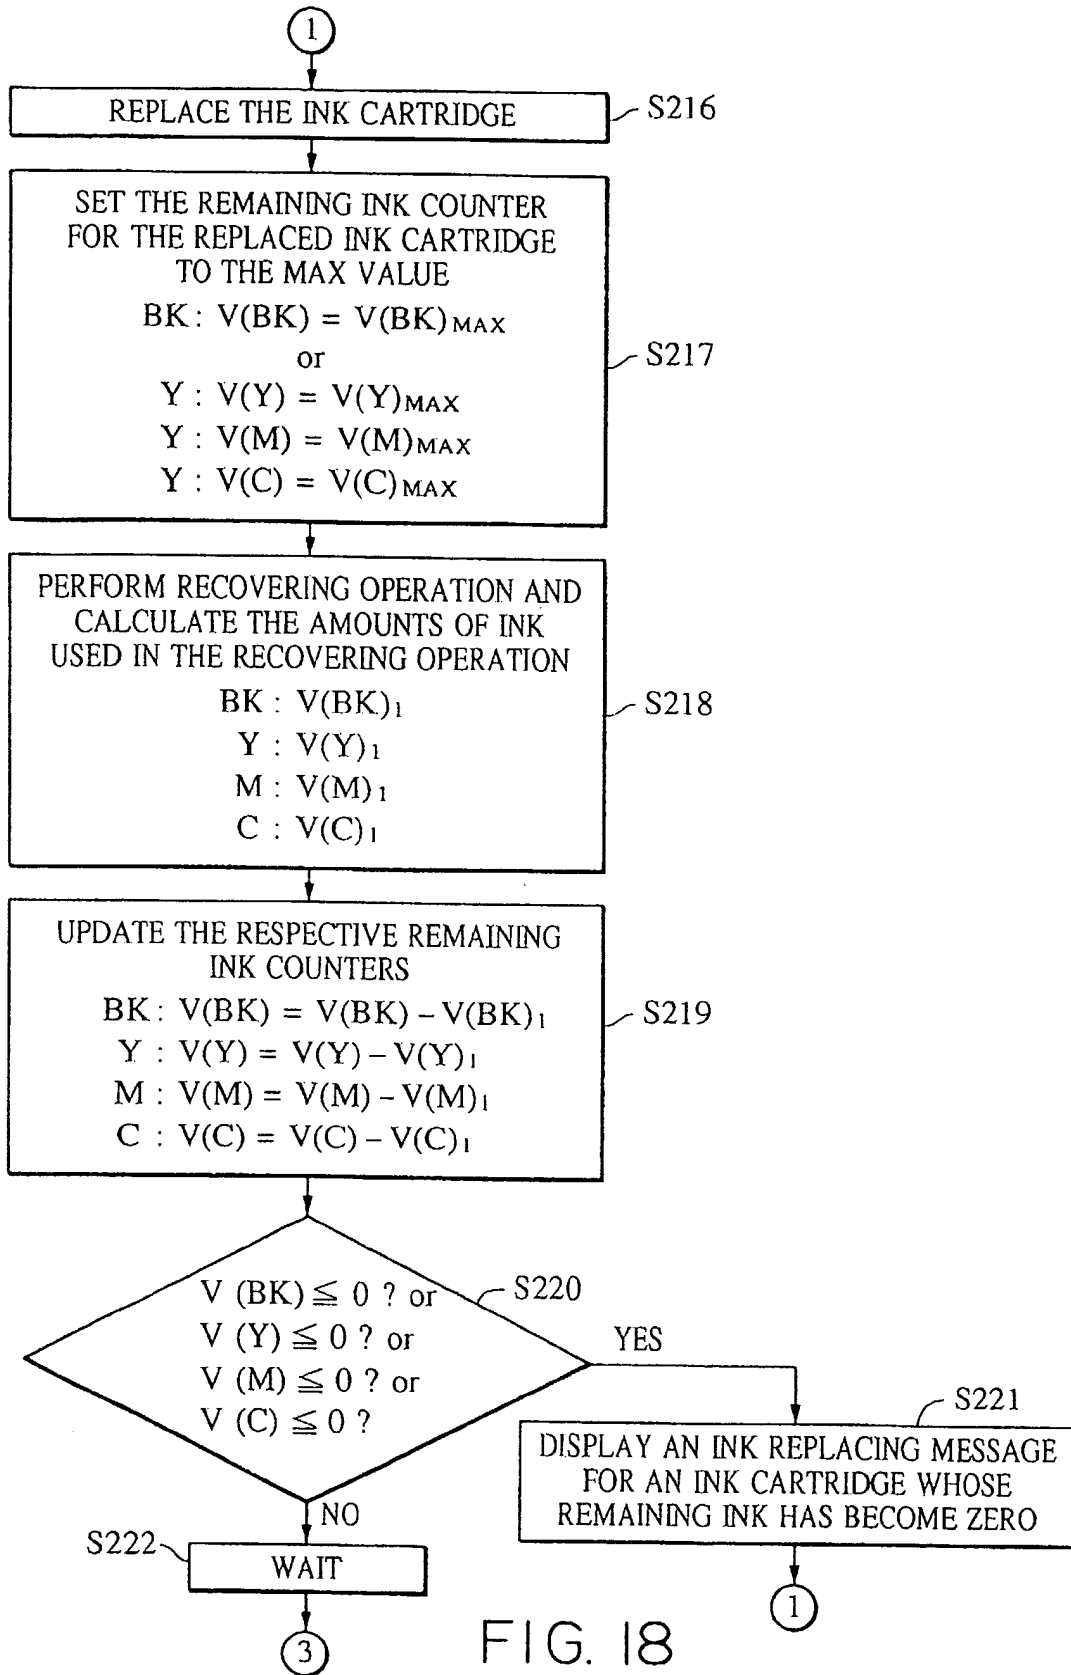 1
REPLACE THE INK CARTRIDGE
S216
SET THE REMAINING INK COUNTER
FOR THE REPLACED INK CARTRIDGE
TO THE MAX VALUE
BK : V(BK) = V(BK)MAX
or
Y : V(Y) = V(Y)MAX
Y : V(M) = V(M)MAX
Y : V(C) = V(C)MAX
S217
PERFORM RECOVERING OPERATION AND
CALCULATE THE AMOUNTS OF INK
USED IN THE RECOVERING OPERATION
BK : V(BK)1
Y : V(Y)1
M : V(M)1
C : V(C)1
S218
UPDATE THE RESPECTIVE REMAINING
INK COUNTERS
BK : V(BK) = V(BK) – V(BK)1
Y : V(Y) = V(Y) – V(Y)1
M : V(M) = V(M) – V(M)1
C : V(C) = V(C) – V(C)1
S219
V (BK) ≦ 0 ? or
V (Y) ≦ 0 ? or
V (M) ≦ 0 ? or
V (C) ≦ 0 ?
S220
YES
S221
DISPLAY AN INK REPLACING MESSAGE
FOR AN INK CARTRIDGE WHOSE
REMAINING INK HAS BECOME ZERO
1
NO
S222
WAIT
3
FIG. 18